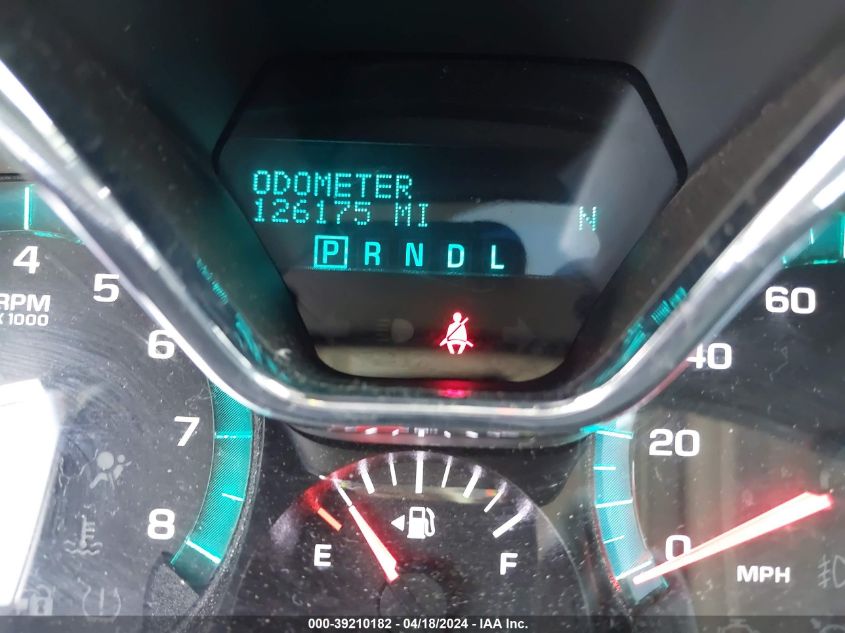 ODOMETER
126175 MI N
P R N D L
4
5
6
7
8
RPM
X1000
60
40
20
0
MPH
E F
000-39210182 - 04/18/2024 - IAA Inc.